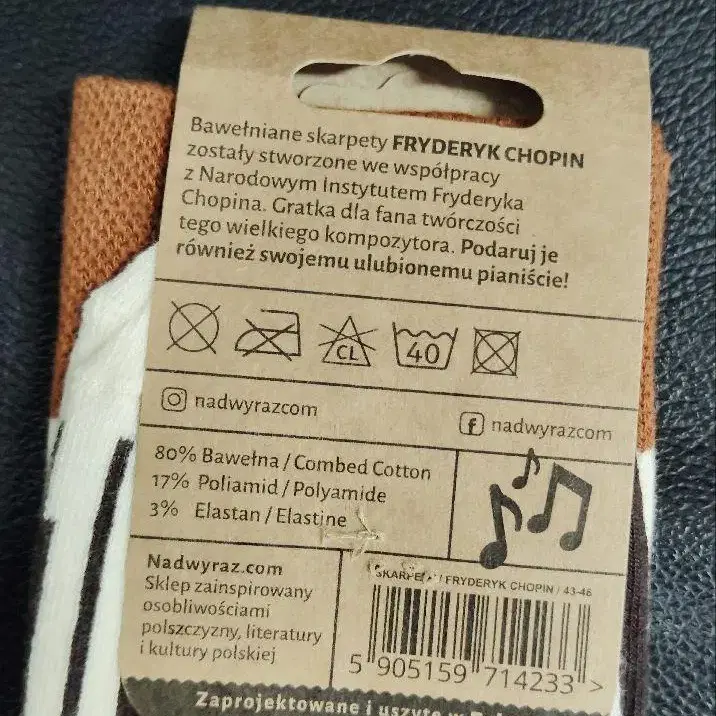 Bawełniane skarpety FRYDERYK CHOPIN
zostały stworzone we współpracy
z Narodowym Instytutem Fryderyka
Chopina. Gratka dla fana twórczości
tego wielkiego kompozytora. Podaruj je
również swojemu ulubionemu pianiście!
CL
40
nadwyrazcom
nadwyrazcom
80% Bawełna / Combed Cotton
17% Poliamid / Polyamide
3% Elastan / Elastine
Nadwyraz.com
Sklep zainspirowany
osobliwościami
polszczyzny, literatury
i kultury polskiej
/ FRYDERYK CHOPIN / 43-46
5 905159 714233 >
Zaprojektowane i uszyte w